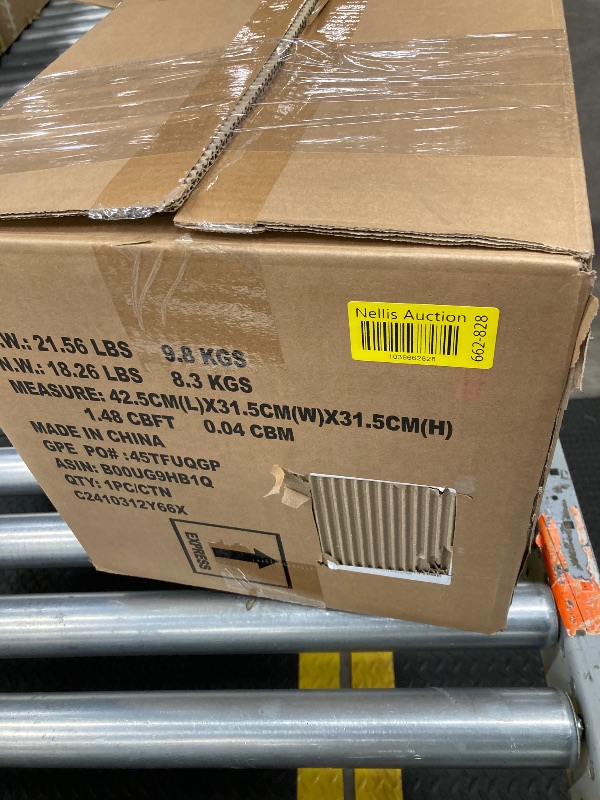 Nellis Auction
1039862828
662-828
.W.: 21.56 LBS 9.8 KGS
N.W.: 18.26 LBS 8.3 KGS
MEASURE: 42.5CM(L)X31.5CM(W)X31.5CM(H)
1.48 CBFT 0.04 CBM
MADE IN CHINA
GPE PO# :45TFUQGP
ASIN: B00UG9HB1Q
QTY: 1PC/CTN
C2410312Y66X
EXPRESS